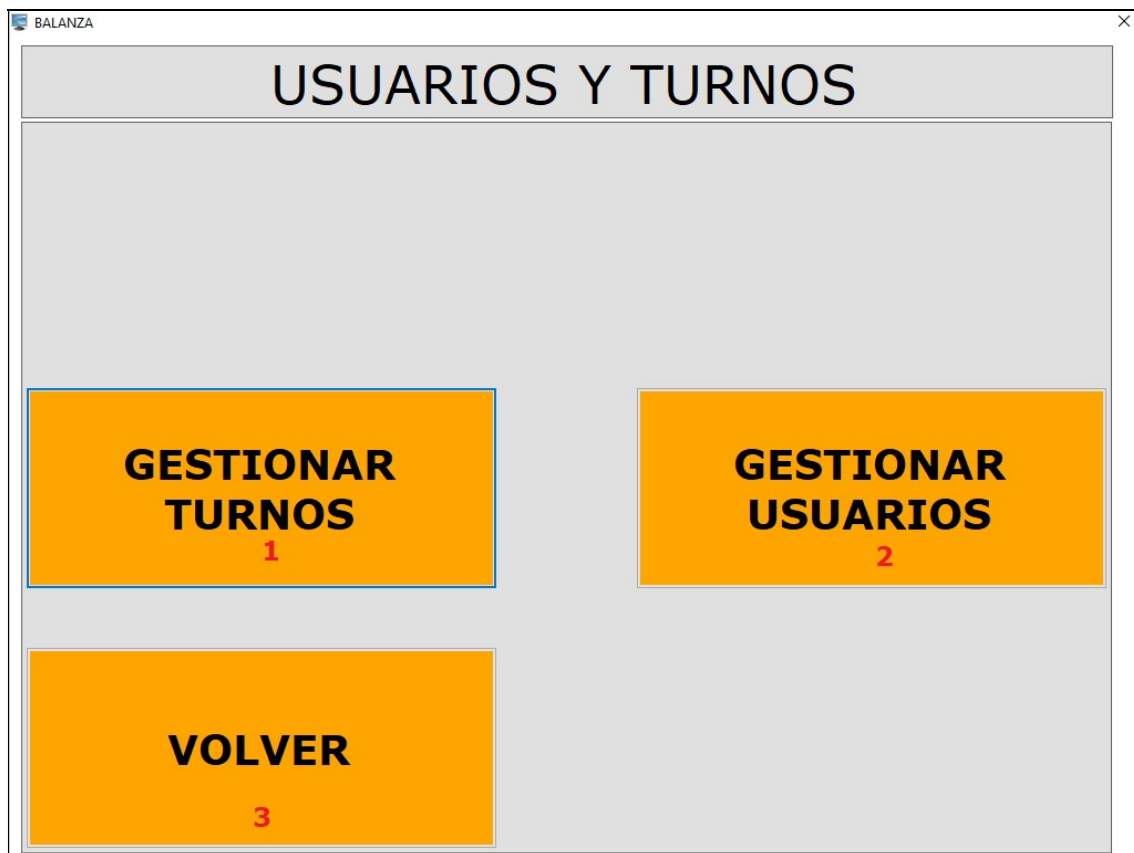 BALANZA
USUARIOS Y TURNOS
GESTIONAR
TURNOS
1
GESTIONAR
USUARIOS
2
VOLVER
3